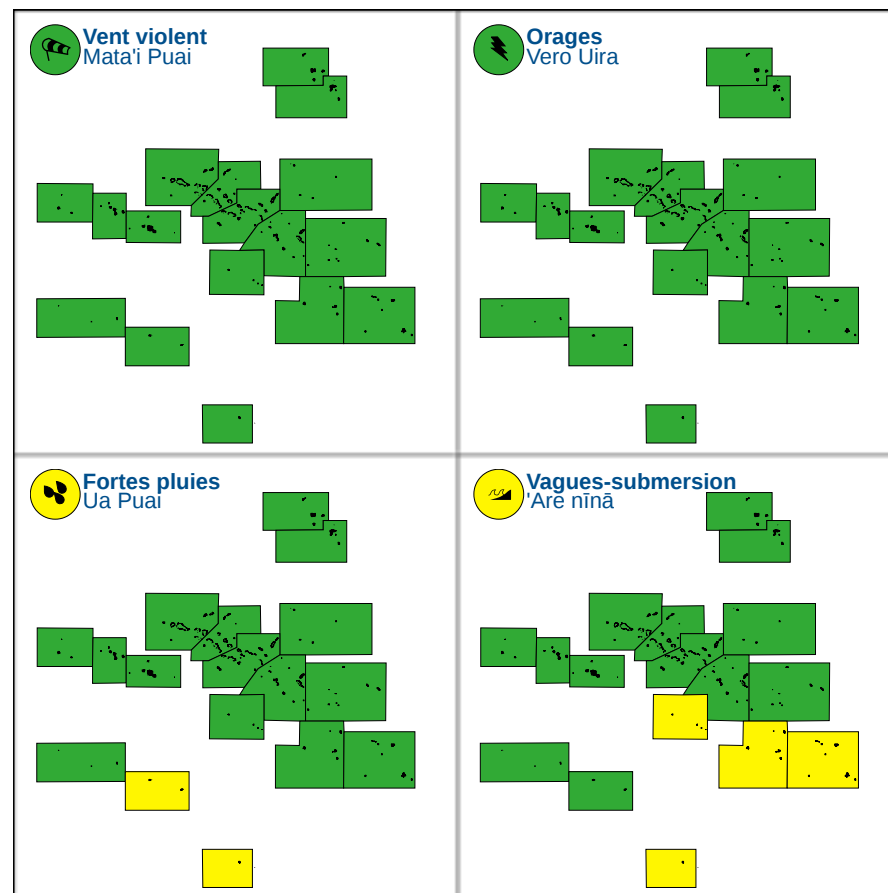 Vent violent
Mata'i Puai
Orages
Vero Uira
Fortes pluies
Ua Puai
Vagues-submersion
'Are nīnā